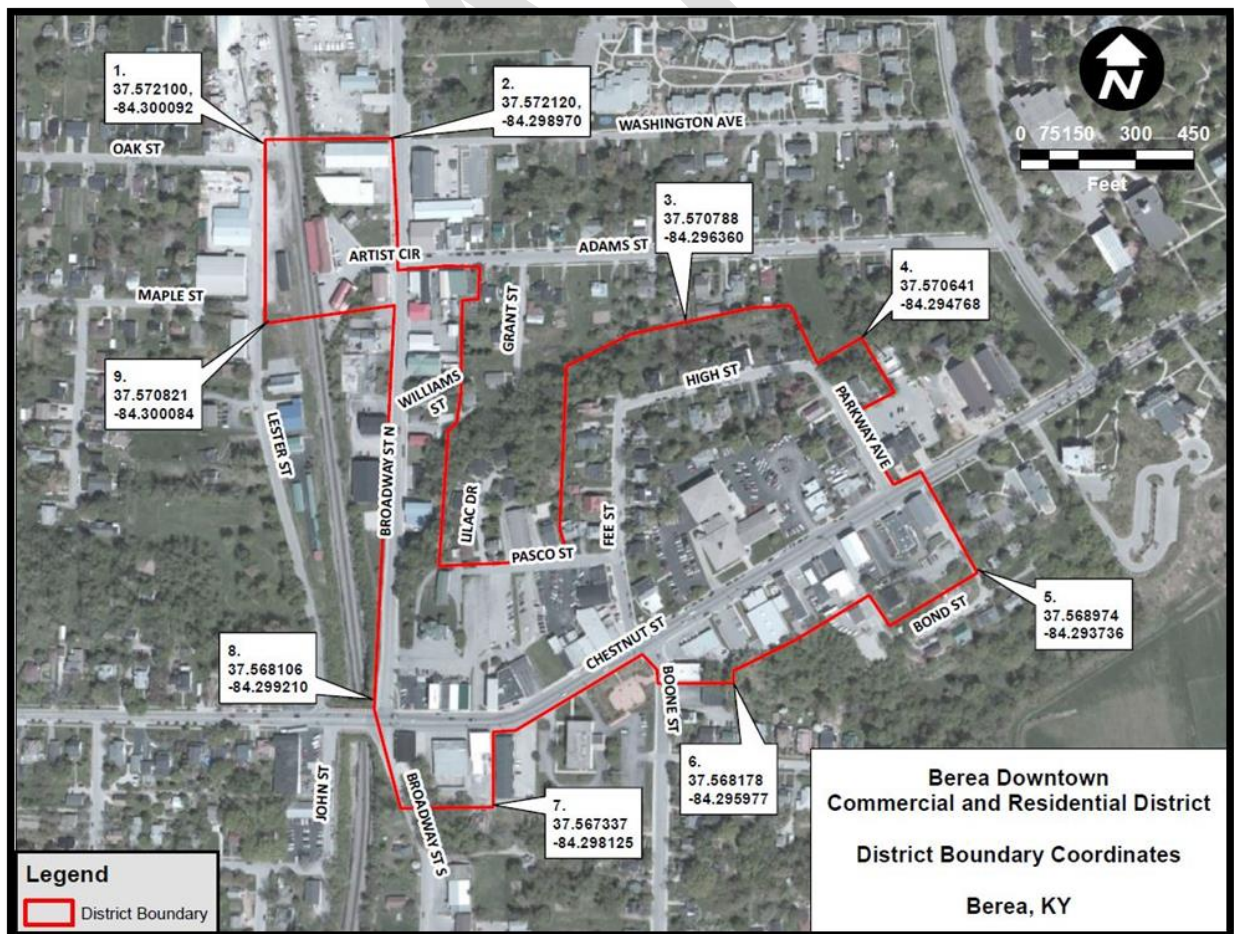 1.
37.572100,
-84.300092
2.
37.572120,
-84.298970
N
0 75150 300 450
Feet
WASHINGTON AVE
OAK ST
3.
37.570788
-84.296360
ADAMS ST
ARTIST CIR
4.
37.570641
-84.294768
MAPLE ST
GRANT ST
9.
37.570821
-84.300084
HIGH ST
WILLIAMS ST
PARKWAY AVE
LESTER ST
BROADWAY ST N
LILAC DR
FEE ST
PASCO ST
5.
37.568974
-84.293736
BOND ST
CHESTNUT ST
8.
37.568106
-84.299210
BOONE ST
6.
37.568178
-84.295977
JOHN ST
BROADWAY ST S
7.
37.567337
-84.298125
Berea Downtown
Commercial and Residential District
District Boundary Coordinates
Berea, KY
Legend
District Boundary